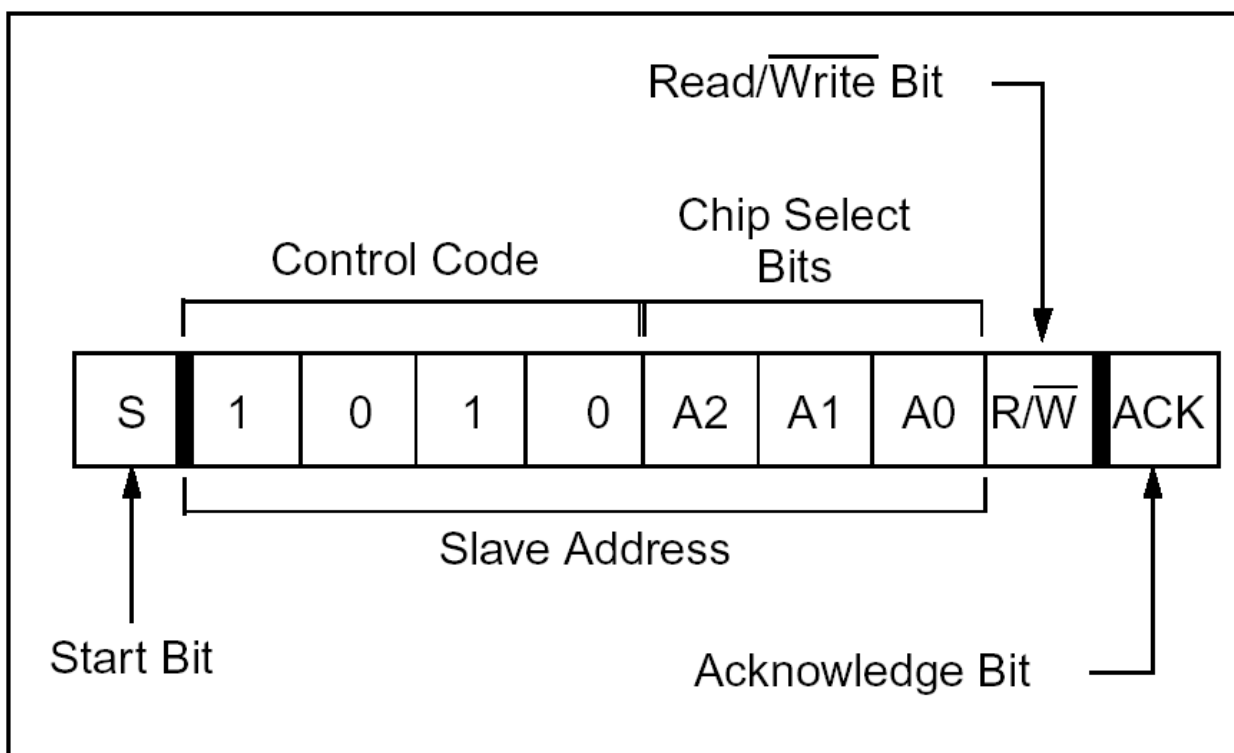 Read/Write Bit
Chip Select
Bits
Control Code
S 1 0 1 0 A2 A1 A0 R/W ACK
Slave Address
Start Bit
Acknowledge Bit